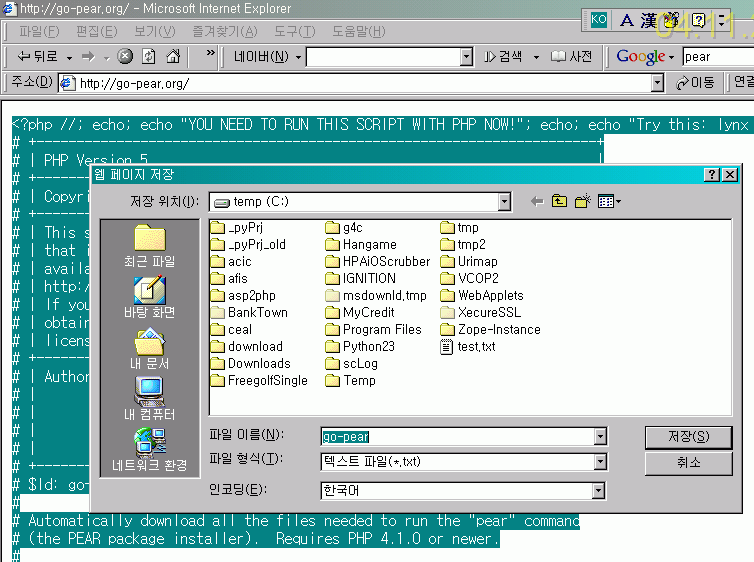 http://go-pear.org/ - Microsoft Internet Explorer
KO A 漢 ?
04:11
파일(F) 편집(E) 보기(V) 즐겨찾기(A) 도구(T) 도움말(H)
뒤로 » 네이버(N) 검색 사전 Google pear
주소(D) http://go-pear.org/ 이동 연결
<?php //; echo; echo "YOU NEED TO RUN THIS SCRIPT WITH PHP NOW!"; echo; echo "Try this: lynx
# +----------------------------------------------------------------------+
# | PHP Version 5
# +-----
# | Copyri
# +-----
# | This s
# | that i
# | availa
# | http:/
# | If you
# | obtain
# | licens
# +-----
# | Author
# |
# |
# |
# |
# +-----
# $Id: go-
#
# Automatically download all the files needed to run the "pear" command
# (the PEAR package installer). Requires PHP 4.1.0 or newer.
#
웹 페이지 저장
저장 위치(I): temp (C:)
최근 파일
바탕 화면
내 문서
내 컴퓨터
네트워크 환경
_pyPrj
_pyPrj_old
acic
afis
asp2php
BankTown
ceal
download
Downloads
FreegolfSingle
g4c
Hangame
HPAiOScrubber
IGNITION
msdownld.tmp
MyCredit
Program Files
Python23
scLog
Temp
tmp
tmp2
Urimap
VCOP2
WebApplets
XecureSSL
Zope-Instance
test.txt
파일 이름(N): go-pear 저장(S)
파일 형식(T): 텍스트 파일(*.txt) 취소
인코딩(E): 한국어